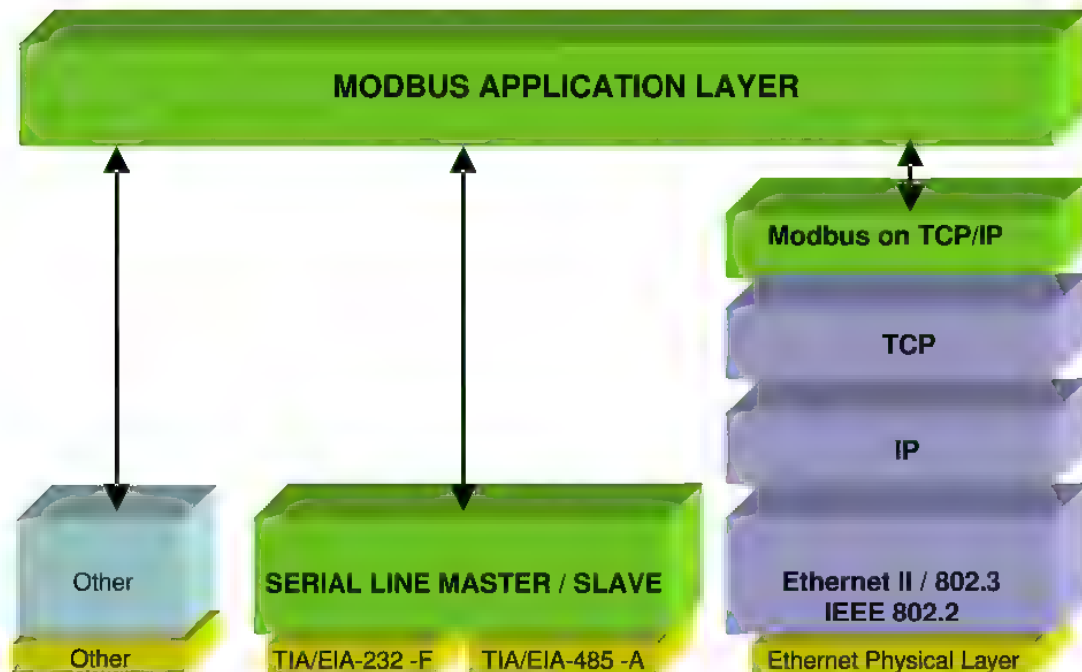 MODBUS APPLICATION LAYER
Modbus on TCP/IP
TCP
IP
Other
SERIAL LINE MASTER / SLAVE
Ethernet II / 802.3
IEEE 802.2
Other
TIA/EIA-232 -F
TIA/EIA-485 -A
Ethernet Physical Layer